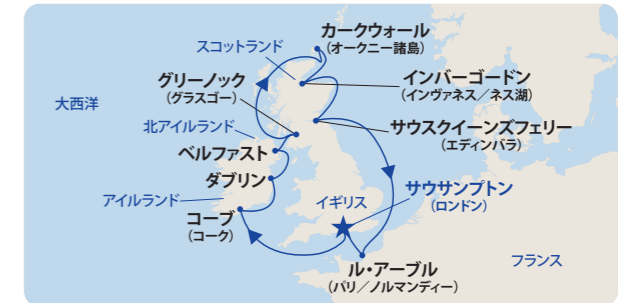 カークウォール
(オークニー諸島)
スコットランド
グリーノック
(グラスゴー)
インバーゴードン
(インヴァネス/ネス湖)
大西洋
北アイルランド
サウスクイーンズフェリー
(エディンバラ)
ベルファスト
ダブリン
アイルランド
イギリス
サウサンプトン
(ロンドン)
コーブ
(コーク)
ル・アーブル
(パリ/ノルマンディー)
フランス